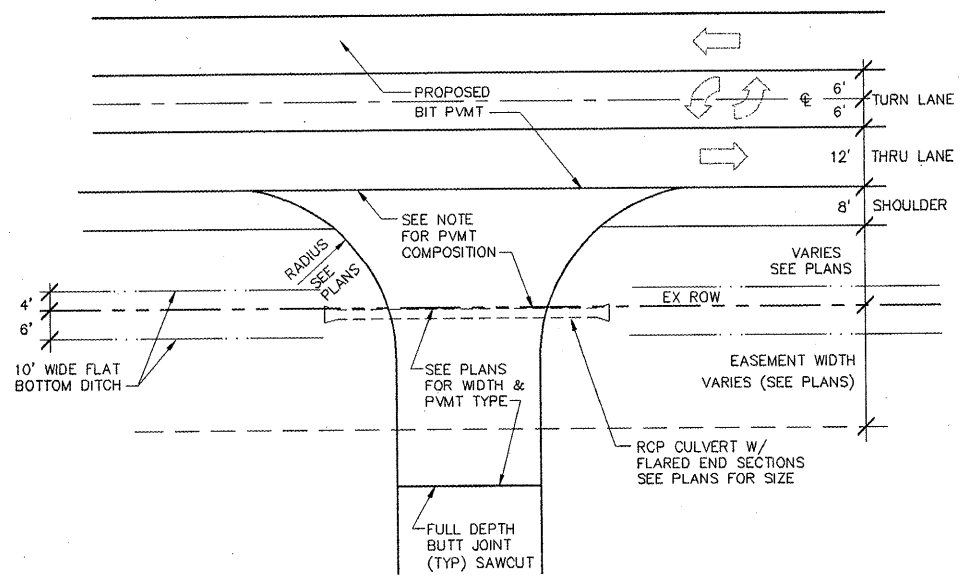 PROPOSED
BIT PVMT
℄
6'
6'
TURN LANE
12'
THRU LANE
8'
SHOULDER
SEE NOTE
FOR PVMT
COMPOSITION
RADIUS
SEE
PLANS
VARIES
SEE PLANS
4'
6'
EX ROW
10' WIDE FLAT
BOTTOM DITCH
SEE PLANS
FOR WIDTH &
PVMT TYPE
EASEMENT WIDTH
VARIES (SEE PLANS)
RCP CULVERT W/
FLARED END SECTIONS
SEE PLANS FOR SIZE
FULL DEPTH
BUTT JOINT
(TYP) SAWCUT